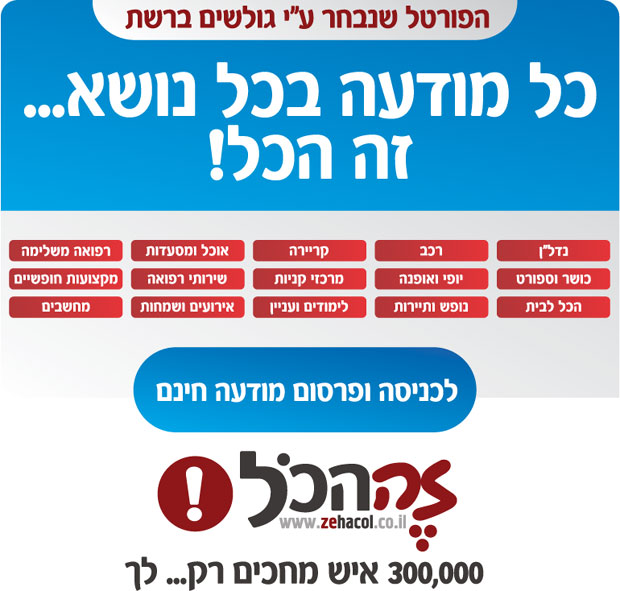 הפורטל שנבחר ע״י גולשים ברשת
כל מודעה בכל נושא...
זה הכל!
נדל״ן רכב קריירה אוכל ומסעדות רפואה משלימה
כושר וספורט יופי ואופנה מרכזי קניות שירותי רפואה מקצועות חופשיים
הכל לבית נופש ותיירות לימודים ועניין אירועים ושמחות מחשבים
לכניסה ופרסום מודעה חינם
זֶההכֹל!
www.zehacol.co.il
300,000 איש מחכים רק... לך